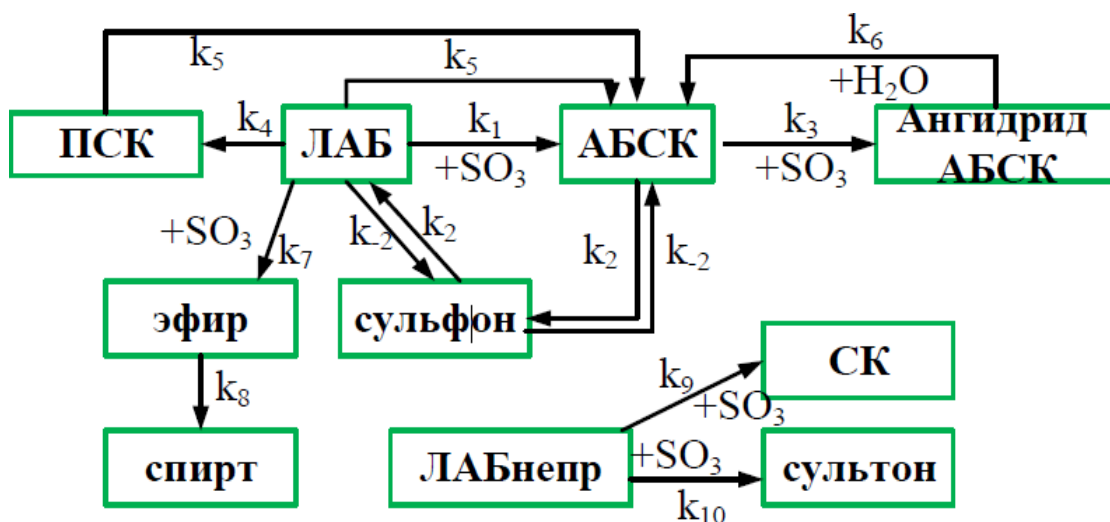 k₅
k₅
k₆
+H₂O
ПСК
k₄
ЛАБ
k₁
+SO₃
АБСК
k₃
+SO₃
Ангидрид
АБСК
+SO₃
k₇
k₋₂
k₂
k₂
k₋₂
эфир
сульфон
k₈
k₉
+SO₃
СК
спирт
ЛАБнепр
+SO₃
k₁₀
сультон